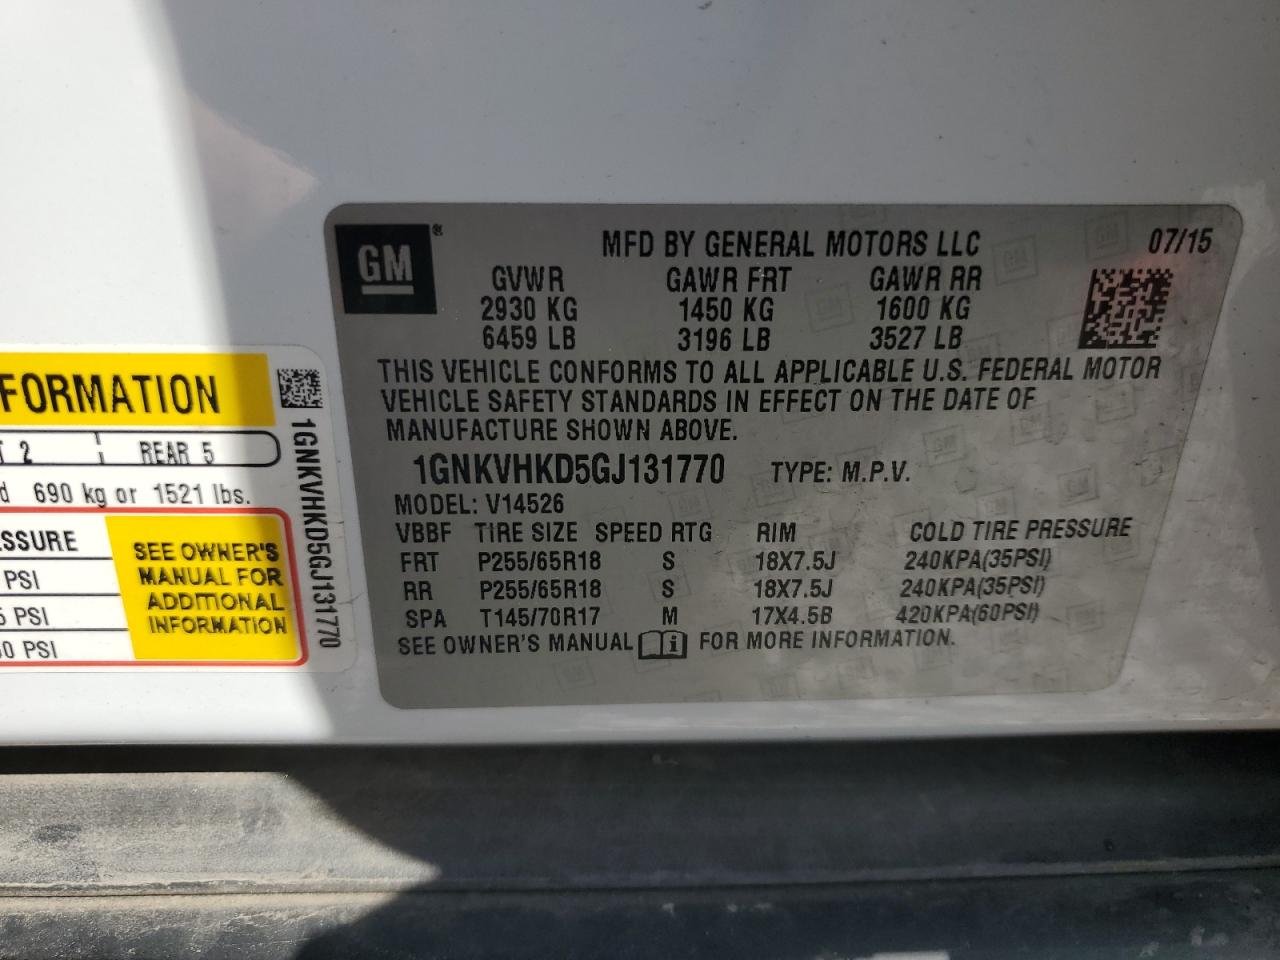 GM®
MFD BY GENERAL MOTORS LLC 07/15
GVWR GAWR FRT GAWR RR
2930 KG 1450 KG 1600 KG
6459 LB 3196 LB 3527 LB
THIS VEHICLE CONFORMS TO ALL APPLICABLE U.S. FEDERAL MOTOR
VEHICLE SAFETY STANDARDS IN EFFECT ON THE DATE OF
MANUFACTURE SHOWN ABOVE.
1GNKVHKD5GJ131770 TYPE: M.P.V.
MODEL: V14526
VBBF TIRE SIZE SPEED RTG RIM COLD TIRE PRESSURE
FRT P255/65R18 S 18X7.5J 240KPA(35PSI)
RR P255/65R18 S 18X7.5J 240KPA(35PSI)
SPA T145/70R17 M 17X4.5B 420KPA(60PSI)
SEE OWNER'S MANUAL i FOR MORE INFORMATION.
FORMATION
T 2 REAR 5
d 690 kg or 1521 lbs.
SSURE
PSI
5 PSI
0 PSI
SEE OWNER'S
MANUAL FOR
ADDITIONAL
INFORMATION
1GNKVHKD5GJ131770